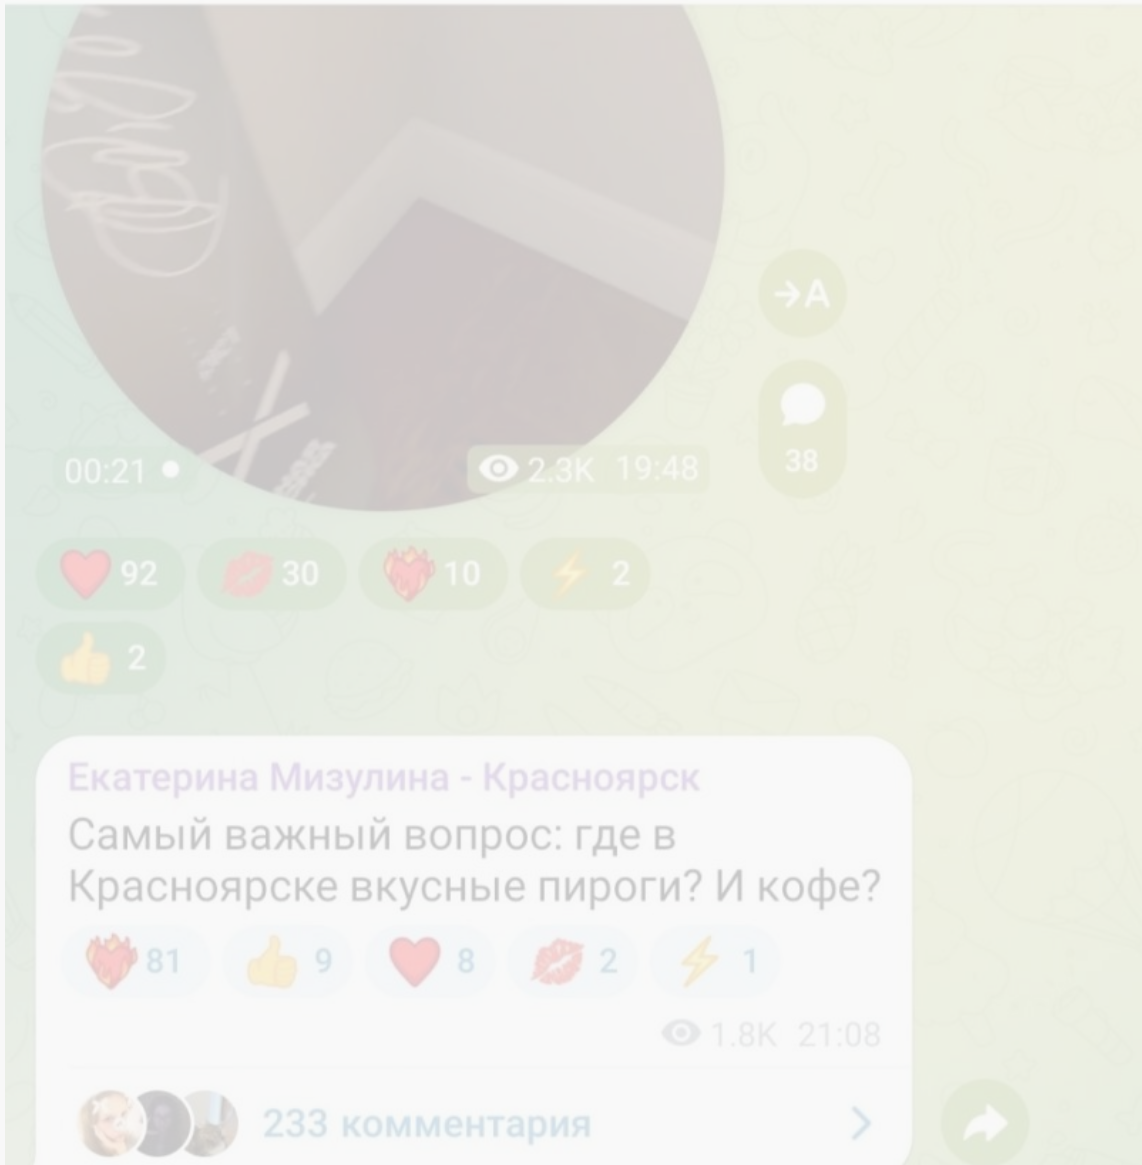 →A
38
00:21
2.3K 19:48
92 30 10 2
2
Екатерина Мизулина - Красноярск
Самый важный вопрос: где в
Красноярске вкусные пироги? И кофе?
81 9 8 2 1
1.8K 21:08
233 комментария